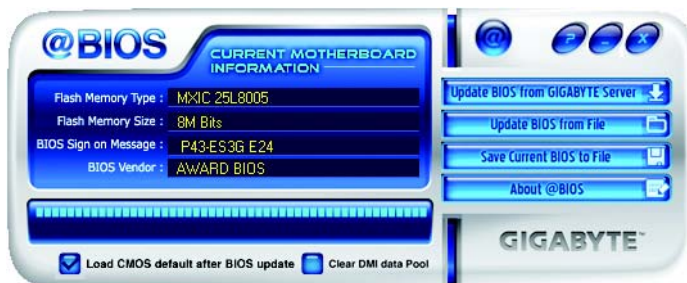 @BIOS
CURRENT MOTHERBOARD
INFORMATION
Flash Memory Type : MXIC 25L8005
Flash Memory Size : 8M Bits
BIOS Sign on Message : P43-ES3G E24
BIOS Vendor : AWARD BIOS
Load CMOS default after BIOS update
Clear DMI data Pool
@
? _ X
Update BIOS from GIGABYTE Server
Update BIOS from File
Save Current BIOS to File
About @BIOS
GIGABYTE™